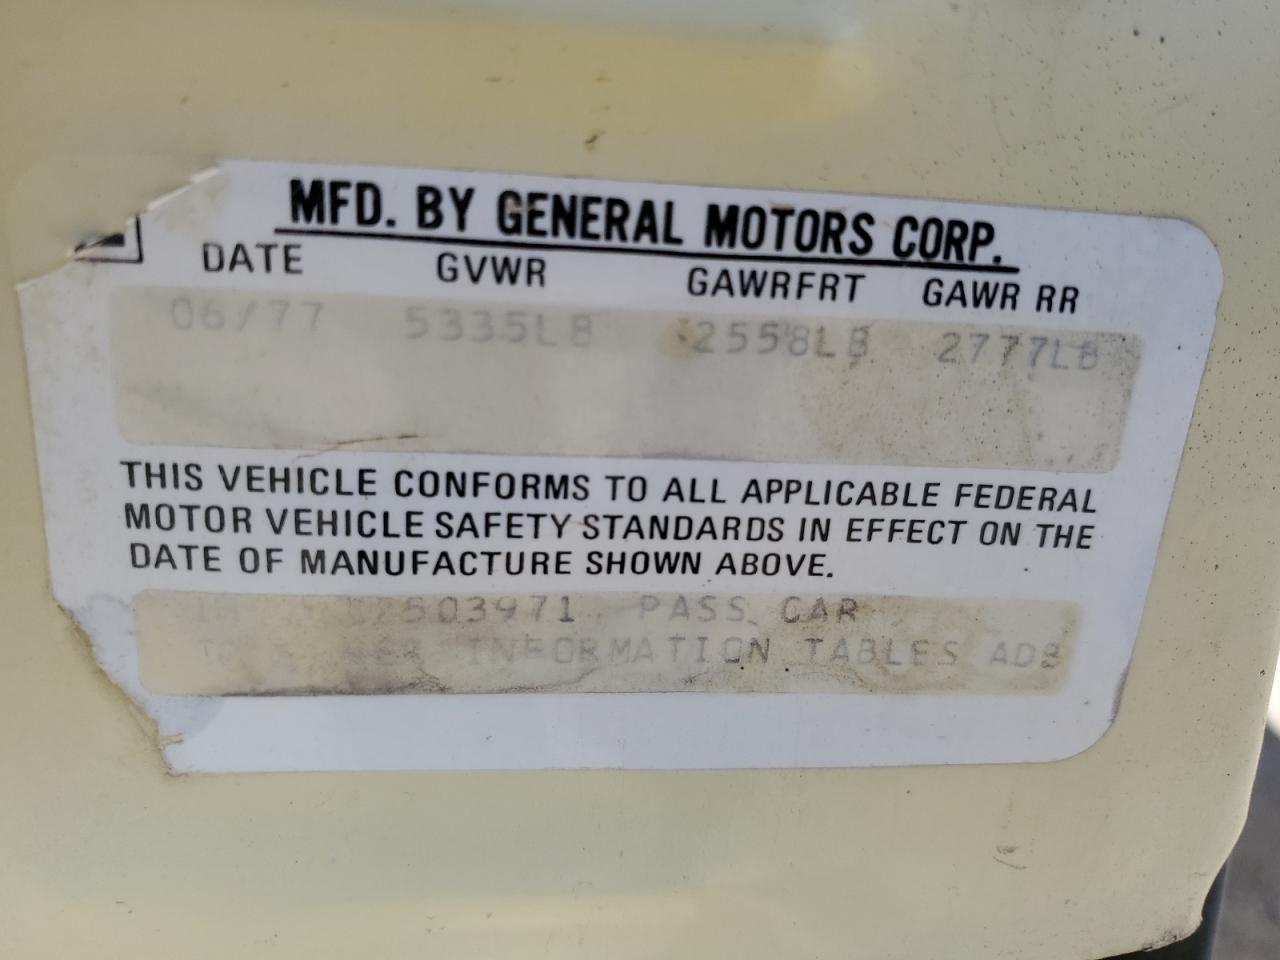 MFD. BY GENERAL MOTORS CORP.
DATE GVWR GAWRFRT GAWR RR
06/77 5335LB 2558LB 2777LB
THIS VEHICLE CONFORMS TO ALL APPLICABLE FEDERAL
MOTOR VEHICLE SAFETY STANDARDS IN EFFECT ON THE
DATE OF MANUFACTURE SHOWN ABOVE.
503971 PASS CAR
INFORMATION TABLES ADB